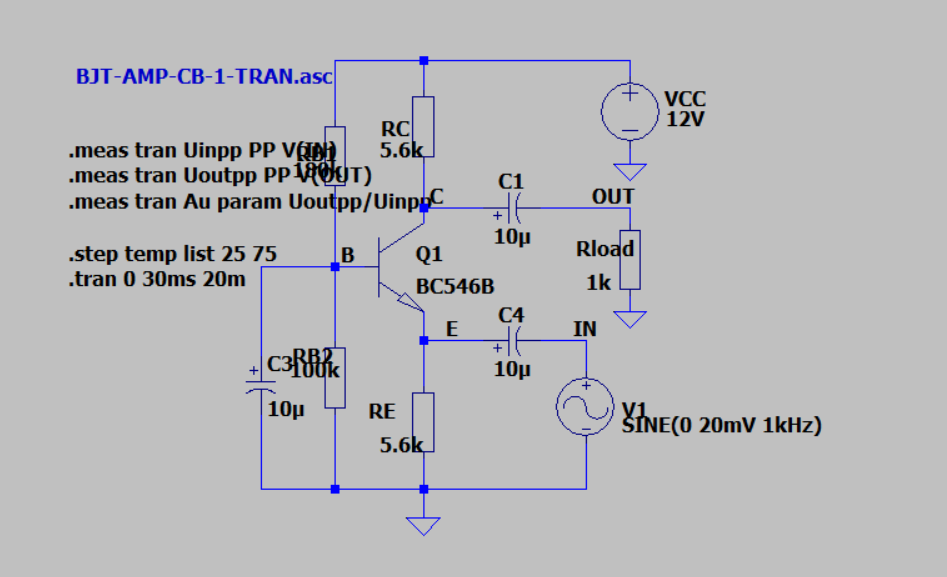 BJT-AMP-CB-1-TRAN.asc
.meas tran Uinpp PP V(IN)
.meas tran Uoutpp PP V(OUT)
.meas tran Au param Uoutpp/Uinpp
.step temp list 25 75
.tran 0 30ms 20m
RB1
180k
RC
5.6k
VCC
12V
C
C1
10µ
OUT
Rload
1k
B
Q1
BC546B
E
C4
10µ
IN
C3
10µ
RB2
100k
RE
5.6k
V1
SINE(0 20mV 1kHz)
+
+
+
+